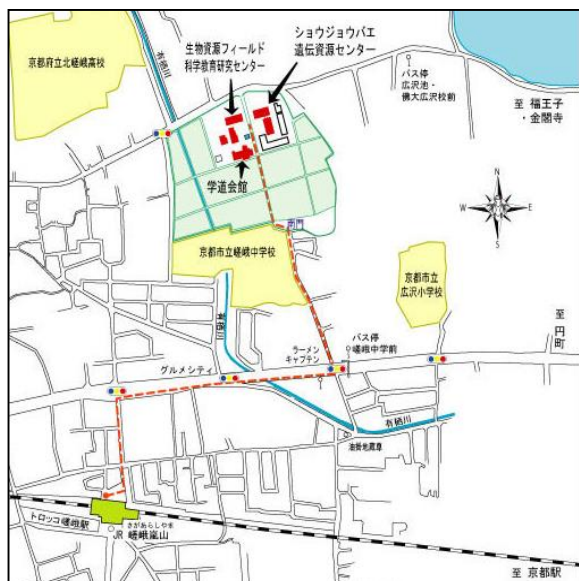 京都府立北嵯峨高校
有栖川
生物資源フィールド
科学教育研究センター
ショウジョウバエ
遺伝資源センター
バス停
広沢池・
佛大広沢校前
至 福王子
・金閣寺
学道会館
南門
N
W
E
S
京都市立嵯峨中学校
京都市立
広沢小学校
有栖川
ラーメン
キャプテン
バス停
嵯峨中学前
至
円
町
グルメシティ
有栖川
油掛地蔵尊
さがあらしやま
トロッコ嵯峨駅
JR 嵯峨嵐山
至 京都駅